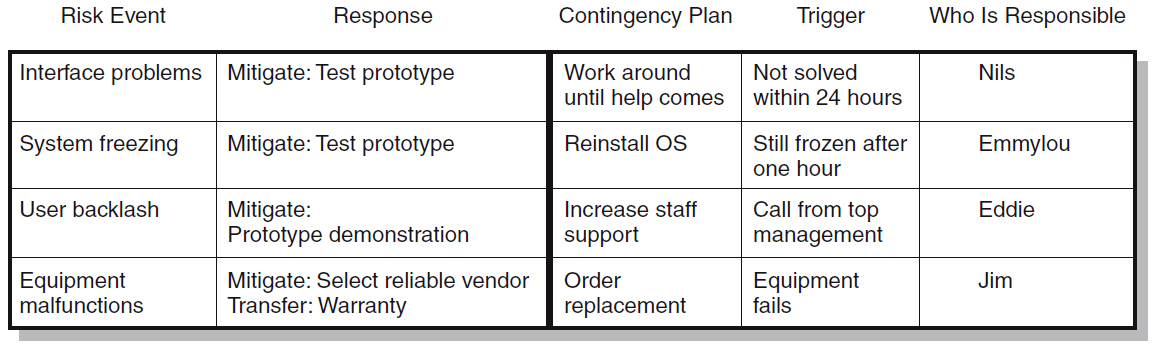 Risk Event Response Contingency Plan Trigger Who Is Responsible
Interface problems Mitigate: Test prototype Work around Not solved Nils
until help comes within 24 hours
System freezing Mitigate: Test prototype Reinstall OS Still frozen after Emmylou
one hour
User backlash Mitigate: Increase staff Call from top Eddie
Prototype demonstration support management
Equipment Mitigate: Select reliable vendor Order Equipment Jim
malfunctions Transfer: Warranty replacement fails